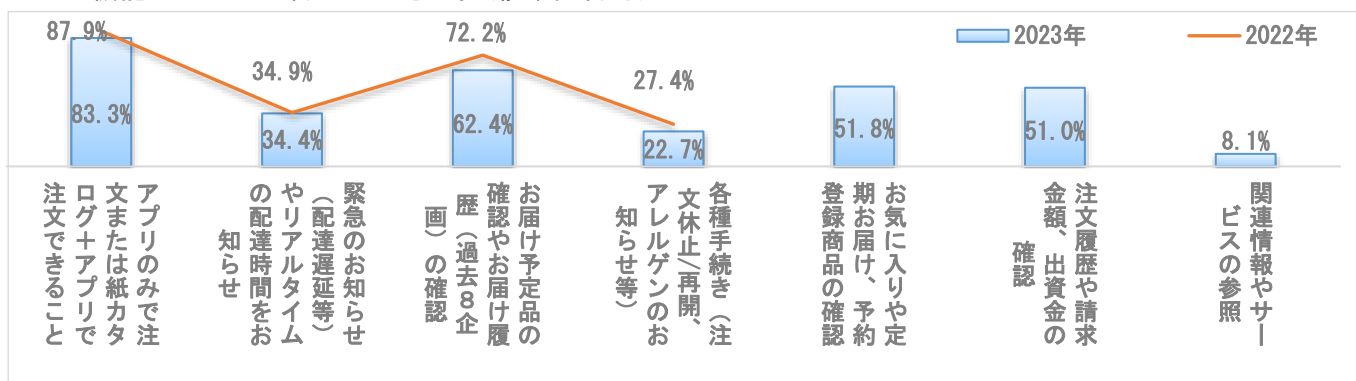 87.9%
34.9%
72.2%
27.4%
2023年
2022年
83.3%
34.4%
62.4%
22.7%
51.8%
51.0%
8.1%
アプリのみで注
文または紙カタ
ログ＋アプリで
注文できること
緊急のお知らせ
（配達遅延等）
やリアルタイム
の配達時間をお
知らせ
お届け予定品の
確認やお届け履
歴（過去８企
画）の確認
各種手続き（注
文休止/再開、
アレルゲンのお
知らせ等）
お気に入りや定
期お届け、予約
登録商品の確認
注文履歴や請求
金額、出資金の
確認
関連情報やサー
ビスの参照